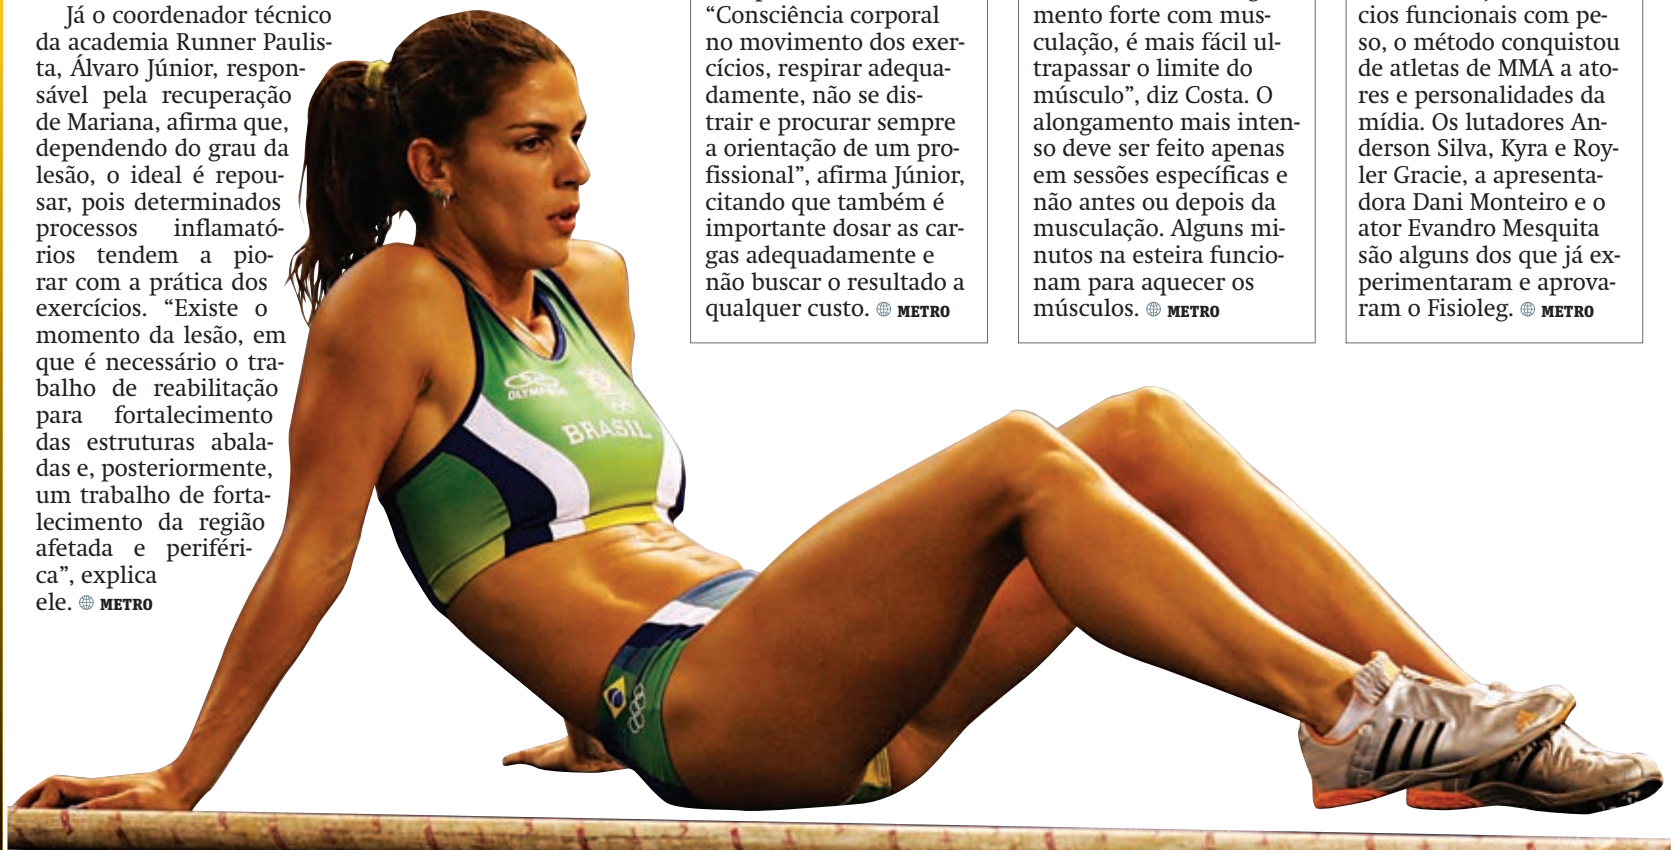 Já o coordenador técnico
da academia Runner Paulis-
ta, Álvaro Júnior, respon-
sável pela recuperação
de Mariana, afirma que,
dependendo do grau da
lesão, o ideal é repou-
sar, pois determinados
processos inflamató-
rios tendem a pio-
rar com a prática dos
exercícios. “Existe o
momento da lesão, em
que é necessário o tra-
balho de reabilitação
para fortalecimento
das estruturas abala-
das e, posteriormente,
um trabalho de forta-
lecimento da região
afetada e periféri-
ca”, explica
ele. METRO
“Consciência corporal
no movimento dos exer-
cícios, respirar adequa-
damente, não se dis-
trair e procurar sempre
a orientação de um pro-
fissional”, afirma Júnior,
citando que também é
importante dosar as car-
gas adequadamente e
não buscar o resultado a
qualquer custo. METRO
mento forte com mus-
culação, é mais fácil ul-
trapassar o limite do
músculo”, diz Costa. O
alongamento mais inten-
so deve ser feito apenas
em sessões específicas e
não antes ou depois da
musculação. Alguns mi-
nutos na esteira funcio-
nam para aquecer os
músculos. METRO
cios funcionais com pe-
so, o método conquistou
de atletas de MMA a ato-
res e personalidades da
mídia. Os lutadores An-
derson Silva, Kyra e Roy-
ler Gracie, a apresenta-
dora Dani Monteiro e o
ator Evandro Mesquita
são alguns dos que já ex-
perimentaram e aprova-
ram o Fisioleg. METRO
OLYMPIKUS
BRASIL